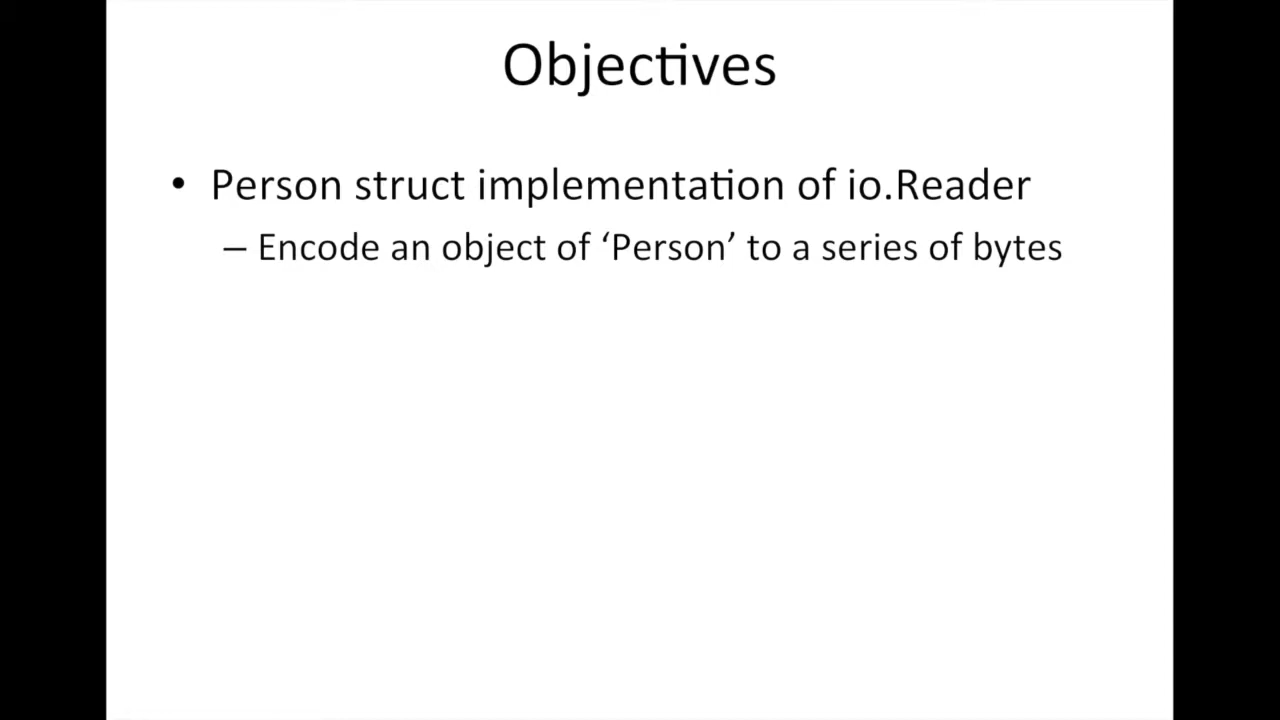 Objectives
• Person struct implementation of io.Reader
– Encode an object of ‘Person’ to a series of bytes